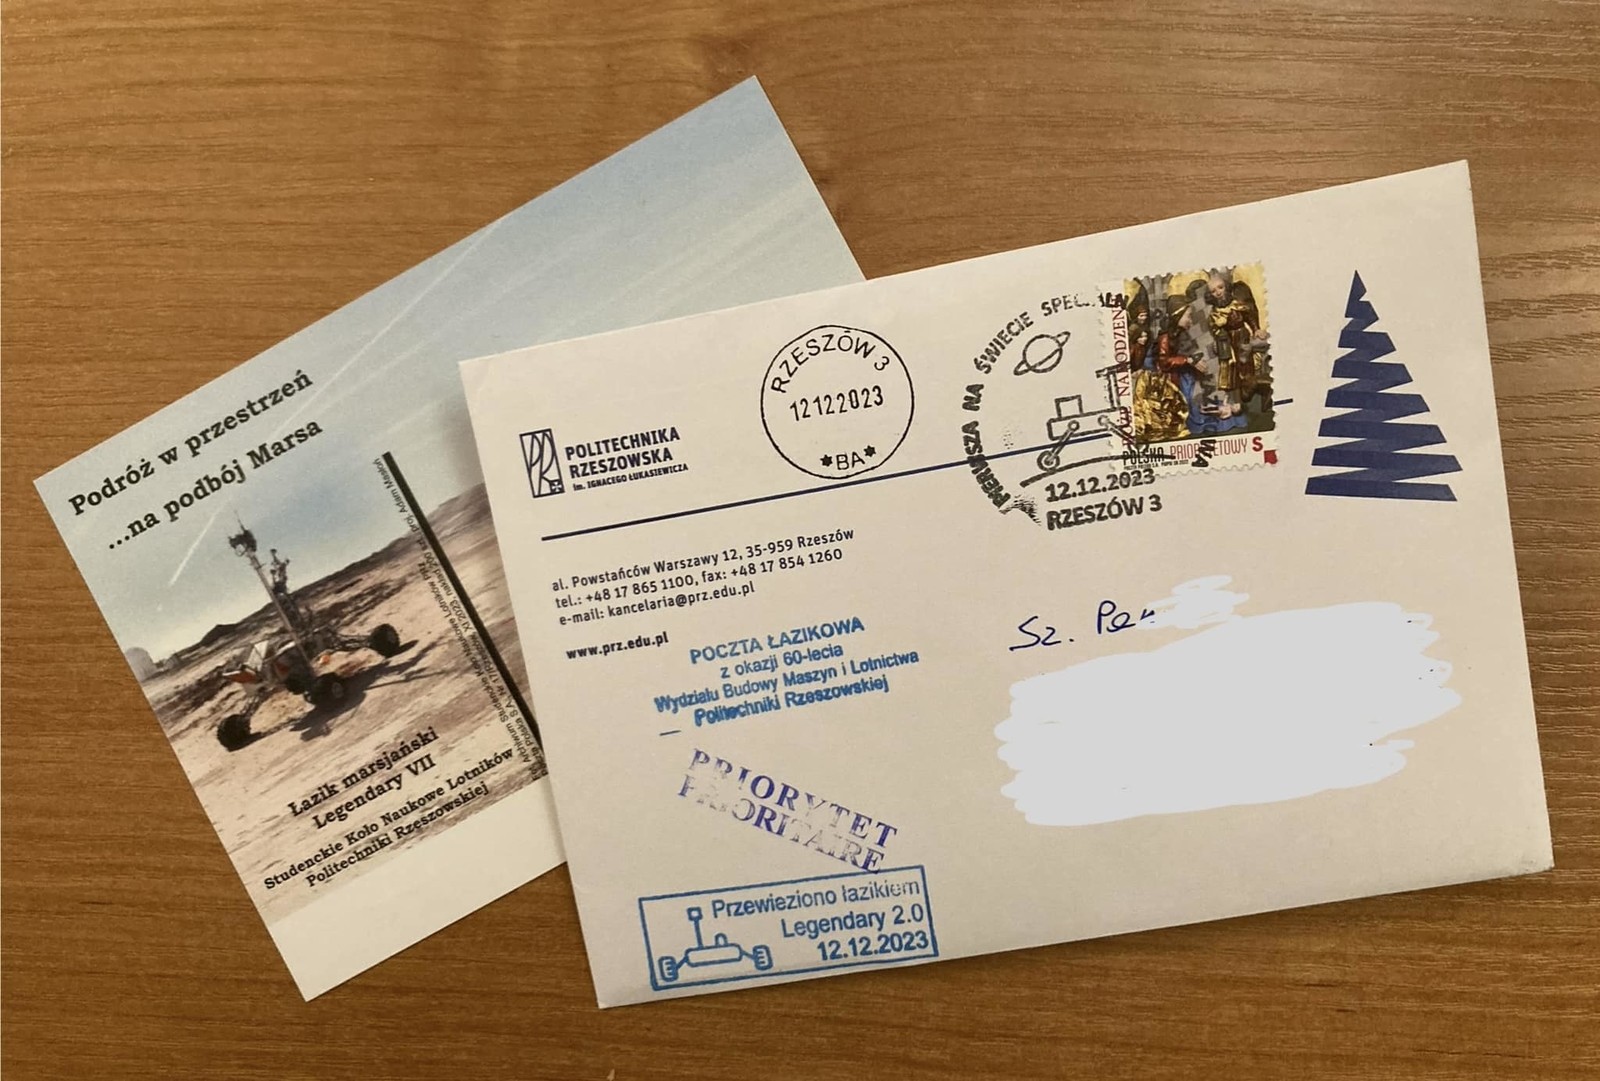 Podróż w przestrzeń
...na podbój Marsa
Łazik marsjański
Legendary VII
Studenckie Koło Naukowe Lotników
Politechniki Rzeszowskiej
POLITECHNIKA
RZESZOWSKA
im. IGNACEGO ŁUKASIEWICZA
RZESZÓW 3
12122023
*BA*
PIERWSZA NA ŚWIECIE
12.12.2023
RZESZÓW 3
BOŻE NARODZENIE
POLSKA PRIORYTETOWY S
al. Powstańców Warszawy 12, 35-959 Rzeszów
tel.: +48 17 865 1100, fax: +48 17 854 1260
e-mail: kancelaria@prz.edu.pl
www.prz.edu.pl
POCZTA ŁAZIKOWA
z okazji 60-lecia
Wydziału Budowy Maszyn i Lotnictwa
Politechniki Rzeszowskiej
Sz.
PRIORYTET
PRIORITAIRE
Przewieziono łazikiem
Legendary 2.0
12.12.2023